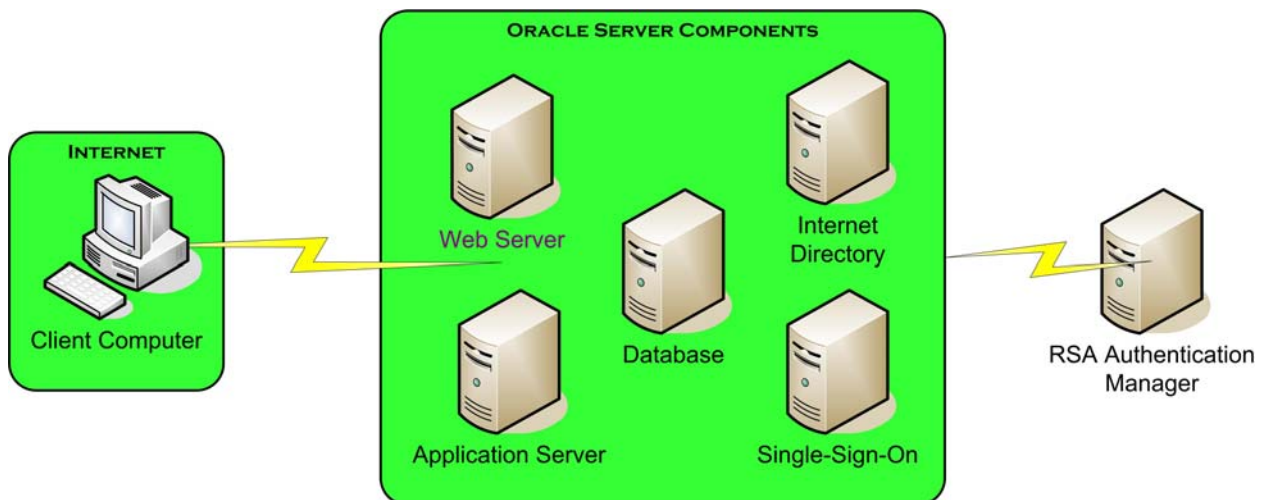 ORACLE SERVER COMPONENTS
INTERNET
Client Computer
Web Server
Internet
Directory
Database
Application Server
Single-Sign-On
RSA Authentication
Manager